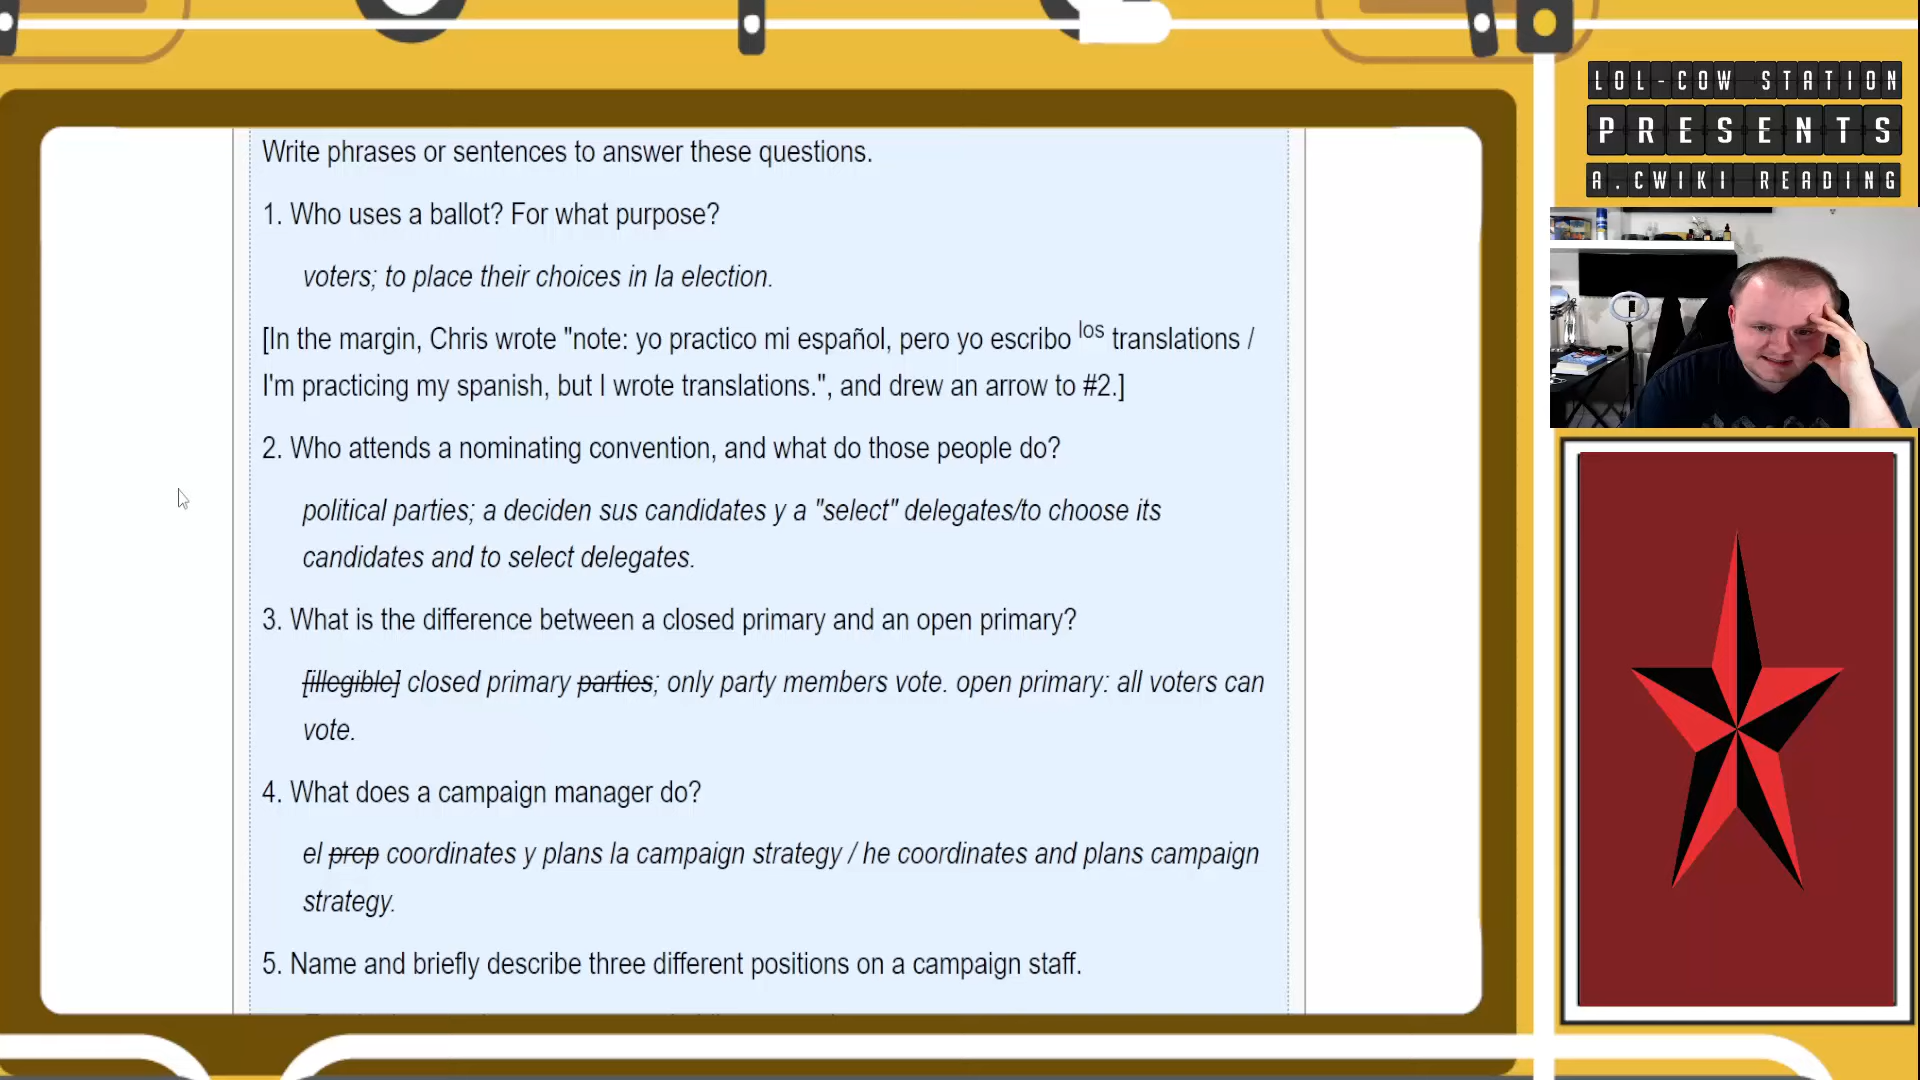 LOL-COW STATION
PRESENTS
A.CWIKI READING
Write phrases or sentences to answer these questions.
1. Who uses a ballot? For what purpose?
voters; to place their choices in la election.
[In the margin, Chris wrote "note: yo practico mi español, pero yo escribo los translations /
I'm practicing my spanish, but I wrote translations.", and drew an arrow to #2.]
2. Who attends a nominating convention, and what do those people do?
political parties; a deciden sus candidates y a "select" delegates/to choose its
candidates and to select delegates.
3. What is the difference between a closed primary and an open primary?
[illegible] closed primary parties; only party members vote. open primary: all voters can
vote.
4. What does a campaign manager do?
el prep coordinates y plans la campaign strategy / he coordinates and plans campaign
strategy.
5. Name and briefly describe three different positions on a campaign staff.